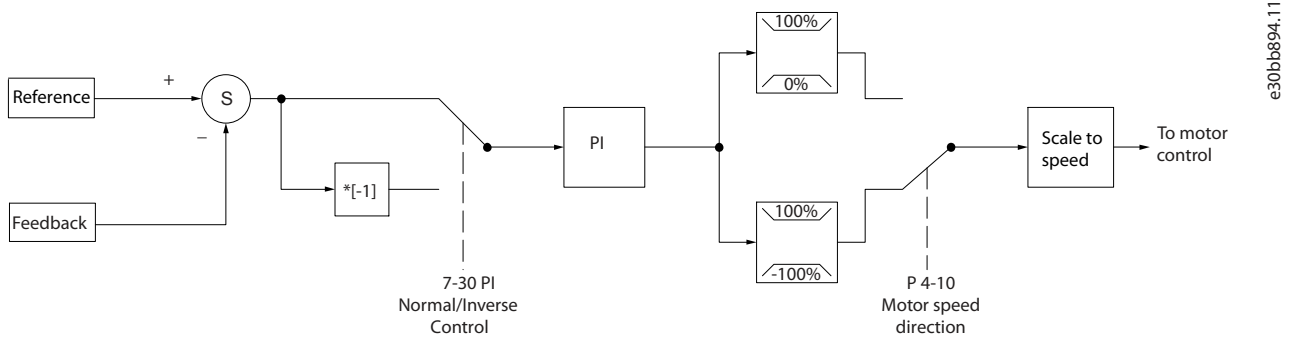 100%
0%
Reference
+
S
–
*[-1]
PI
Scale to
speed
To motor
control
Feedback
100%
-100%
7-30 PI
Normal/Inverse
Control
P 4-10
Motor speed
direction
e30bb894.11